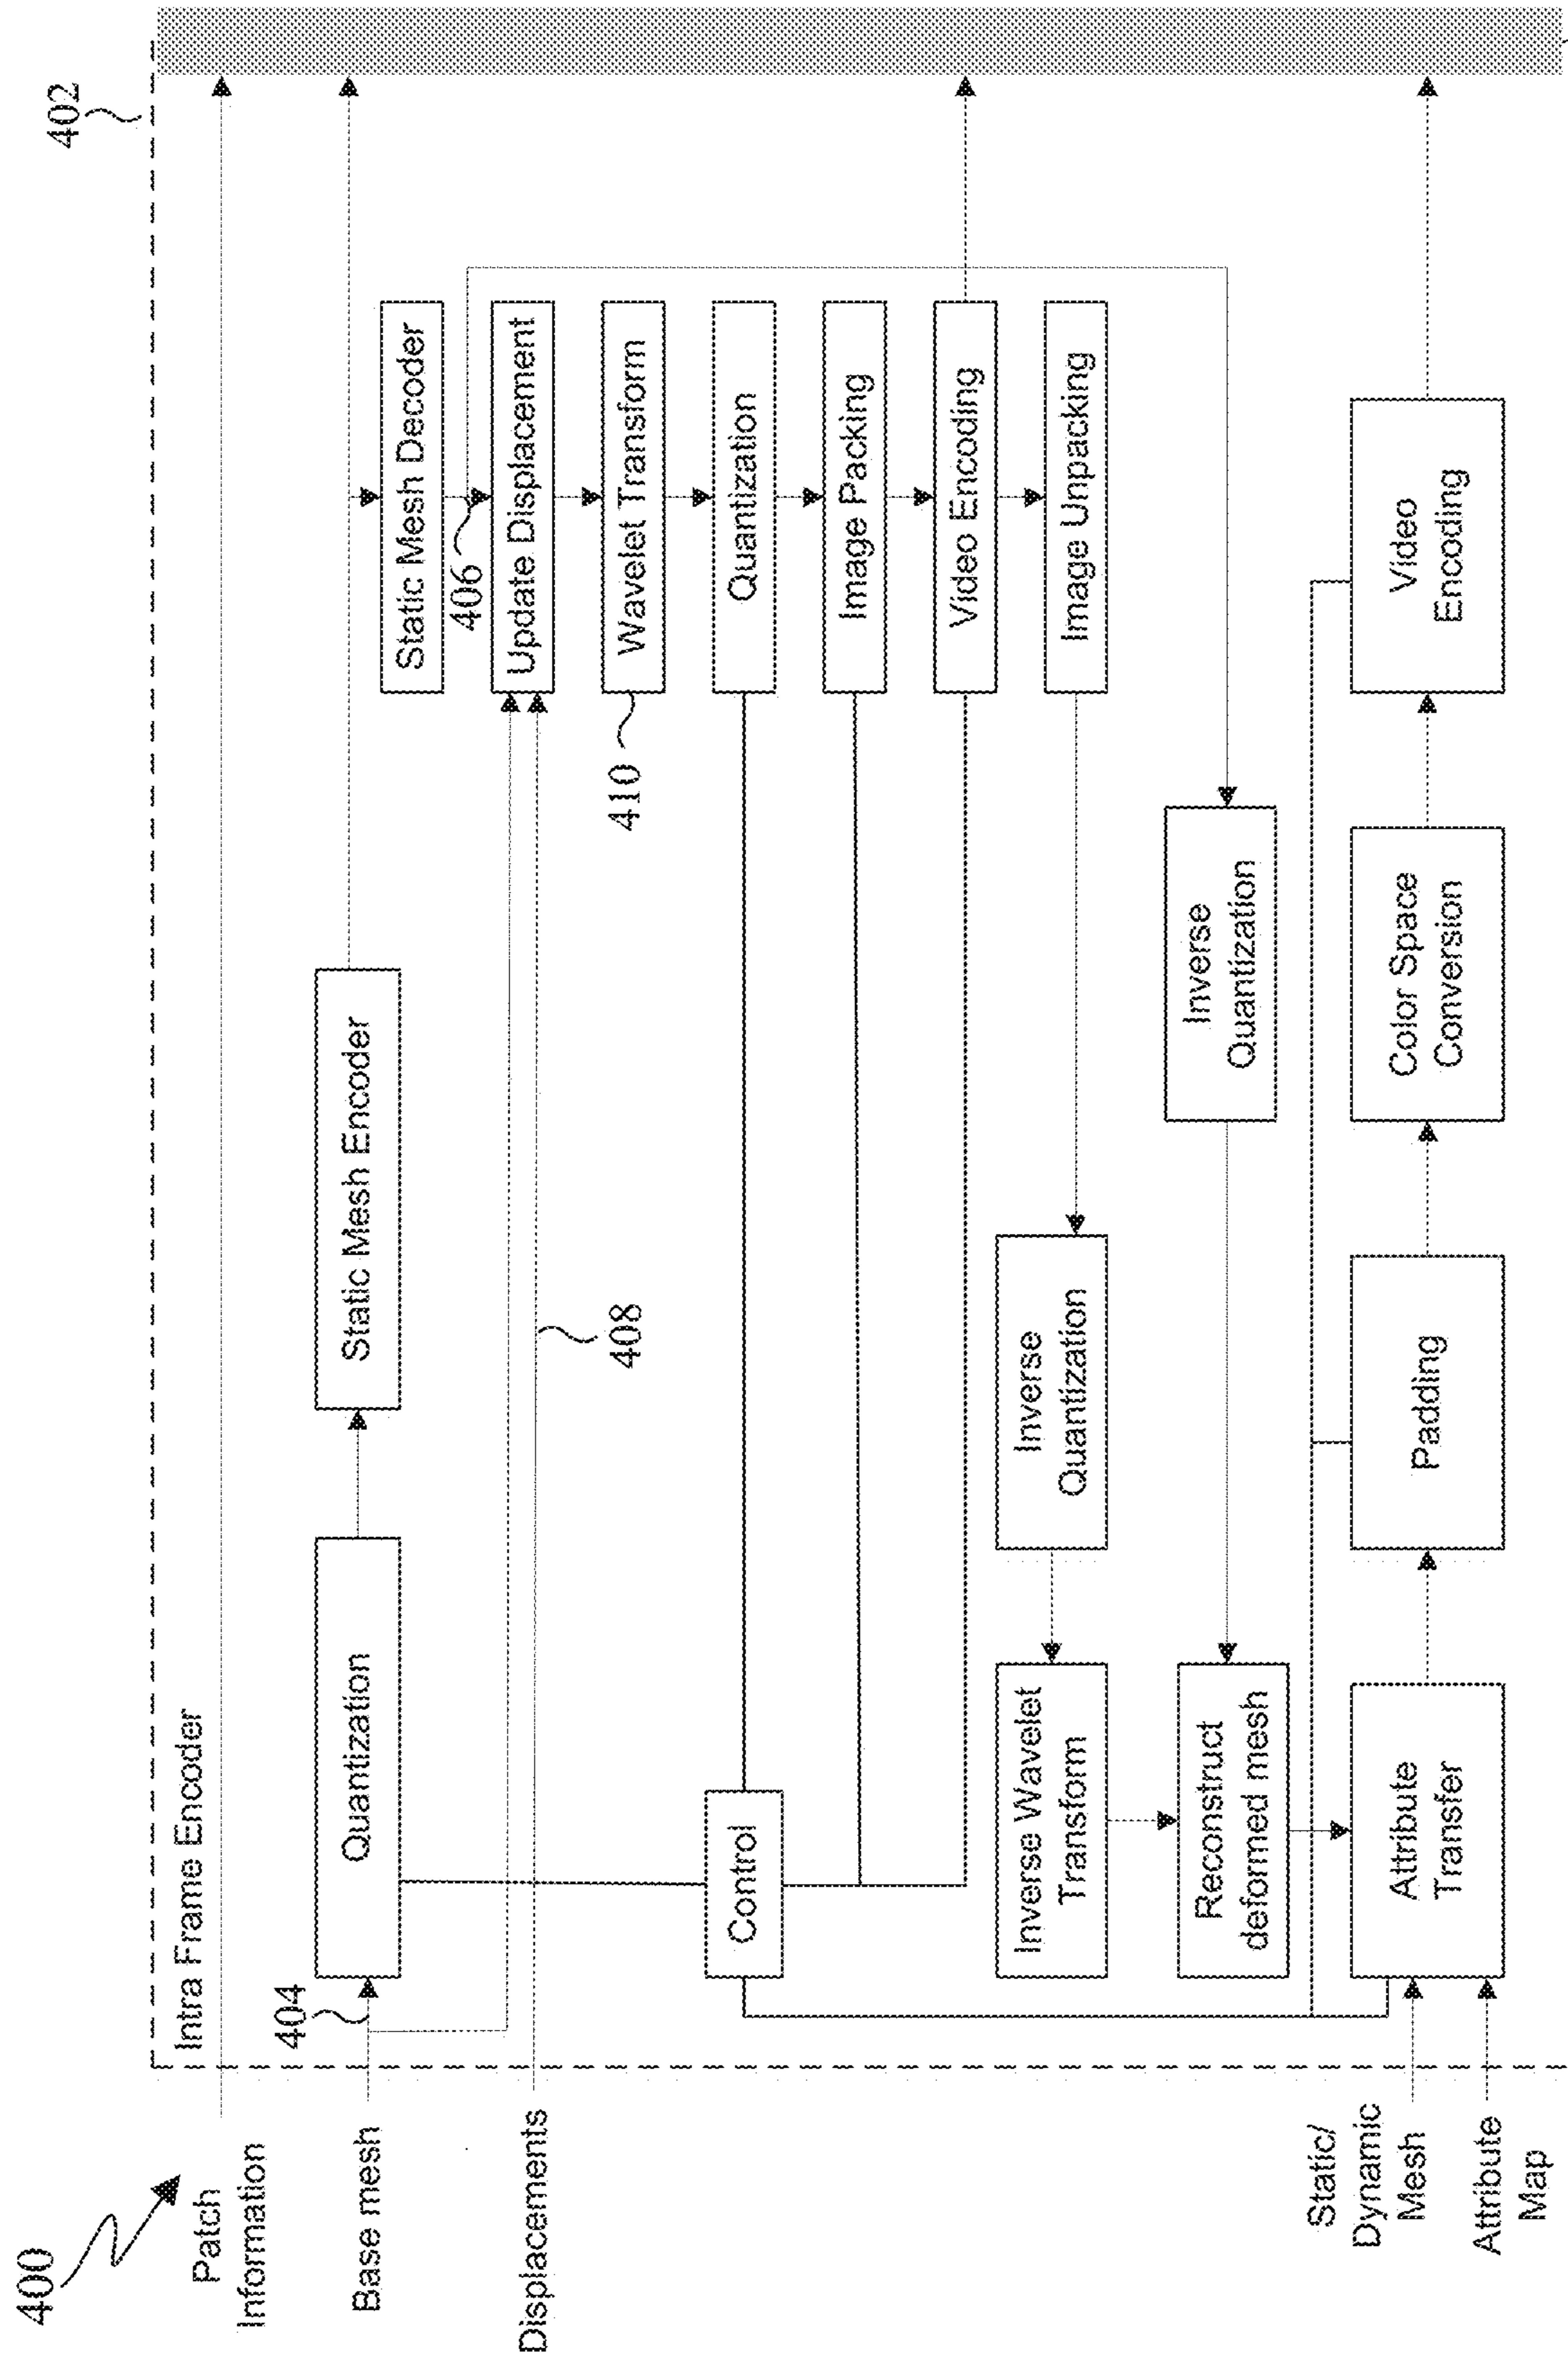 400
402
Intra Frame Encoder
Patch
Information
Base mesh
404
Quantization
Static Mesh Encoder
Static Mesh Decoder
406
Displacements
408
Update Displacement
410
Wavelet Transform
Control
Quantization
Image Packing
Video Encoding
Image Unpacking
Inverse Wavelet
Transform
Inverse
Quantization
Reconstruct
deformed mesh
Inverse
Quantization
Static/
Dynamic
Mesh
Attribute
Map
Attribute
Transfer
Padding
Color Space
Conversion
Video
Encoding